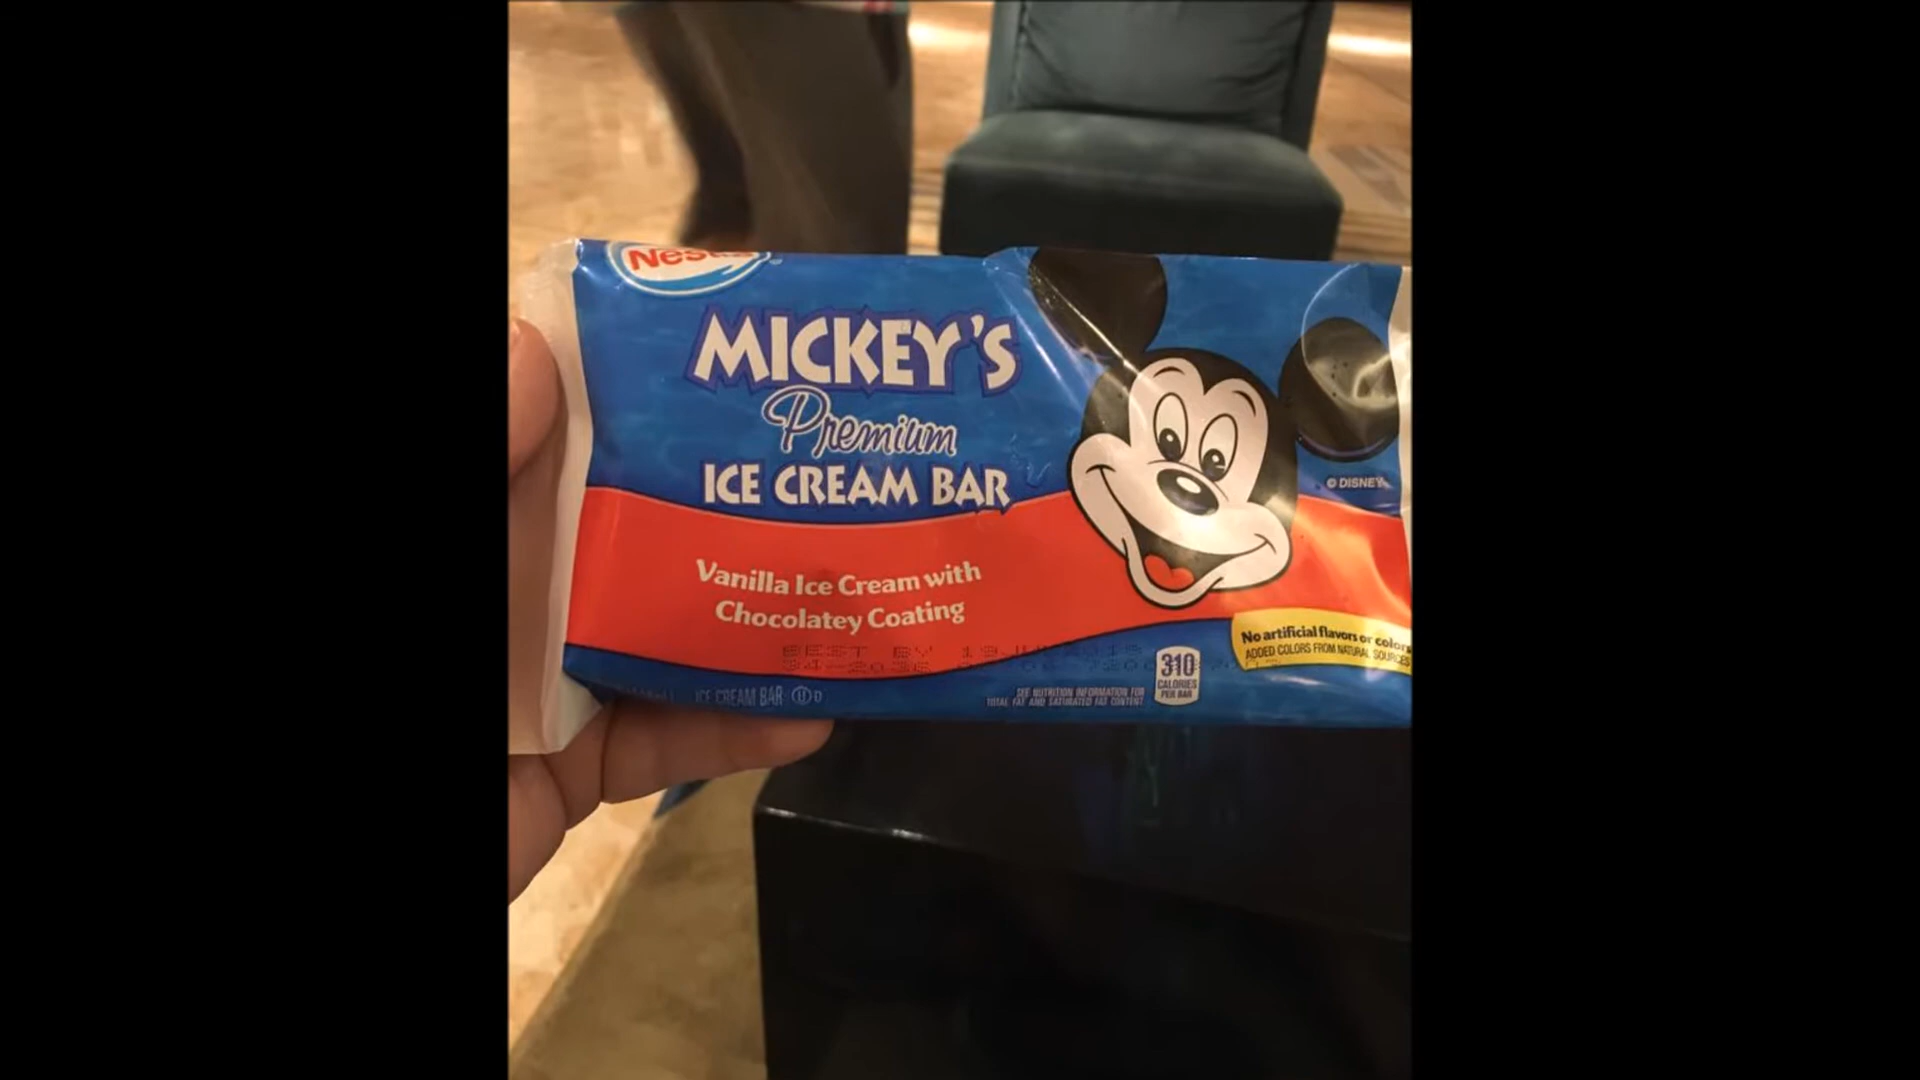 MICKEY'S
Premium
ICE CREAM BAR
© DISNEY
Vanilla Ice Cream with
Chocolatey Coating
No artificial flavors or colors
ADDED COLORS FROM NATURAL SOURCES
BEST BY
310
CALORIES
PER BAR
SEE NUTRITION INFORMATION FOR
TOTAL FAT AND SATURATED FAT CONTENT
ICE CREAM BAR Ⓤ D